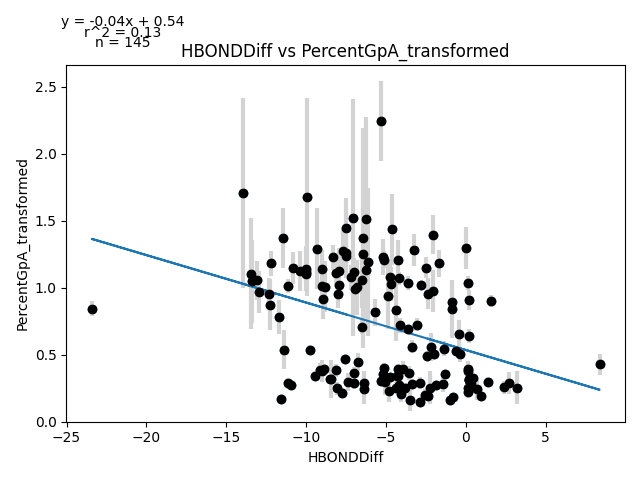 y = -0.04x + 0.54
r^2 = 0.13
n = 145
HBONDDiff vs PercentGpA_transformed
2.5
2.0
1.5
1.0
0.5
0.0
PercentGpA_transformed
−25
−20
−15
−10
−5
0
5
HBONDDiff